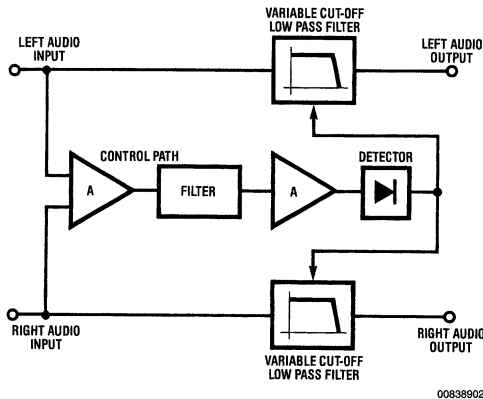 VARIABLE CUT-OFF
LOW PASS FILTER
LEFT AUDIO
INPUT
LEFT AUDIO
OUTPUT
CONTROL PATH
DETECTOR
A
FILTER
A
RIGHT AUDIO
INPUT
RIGHT AUDIO
OUTPUT
VARIABLE CUT-OFF
LOW PASS FILTER
00838902